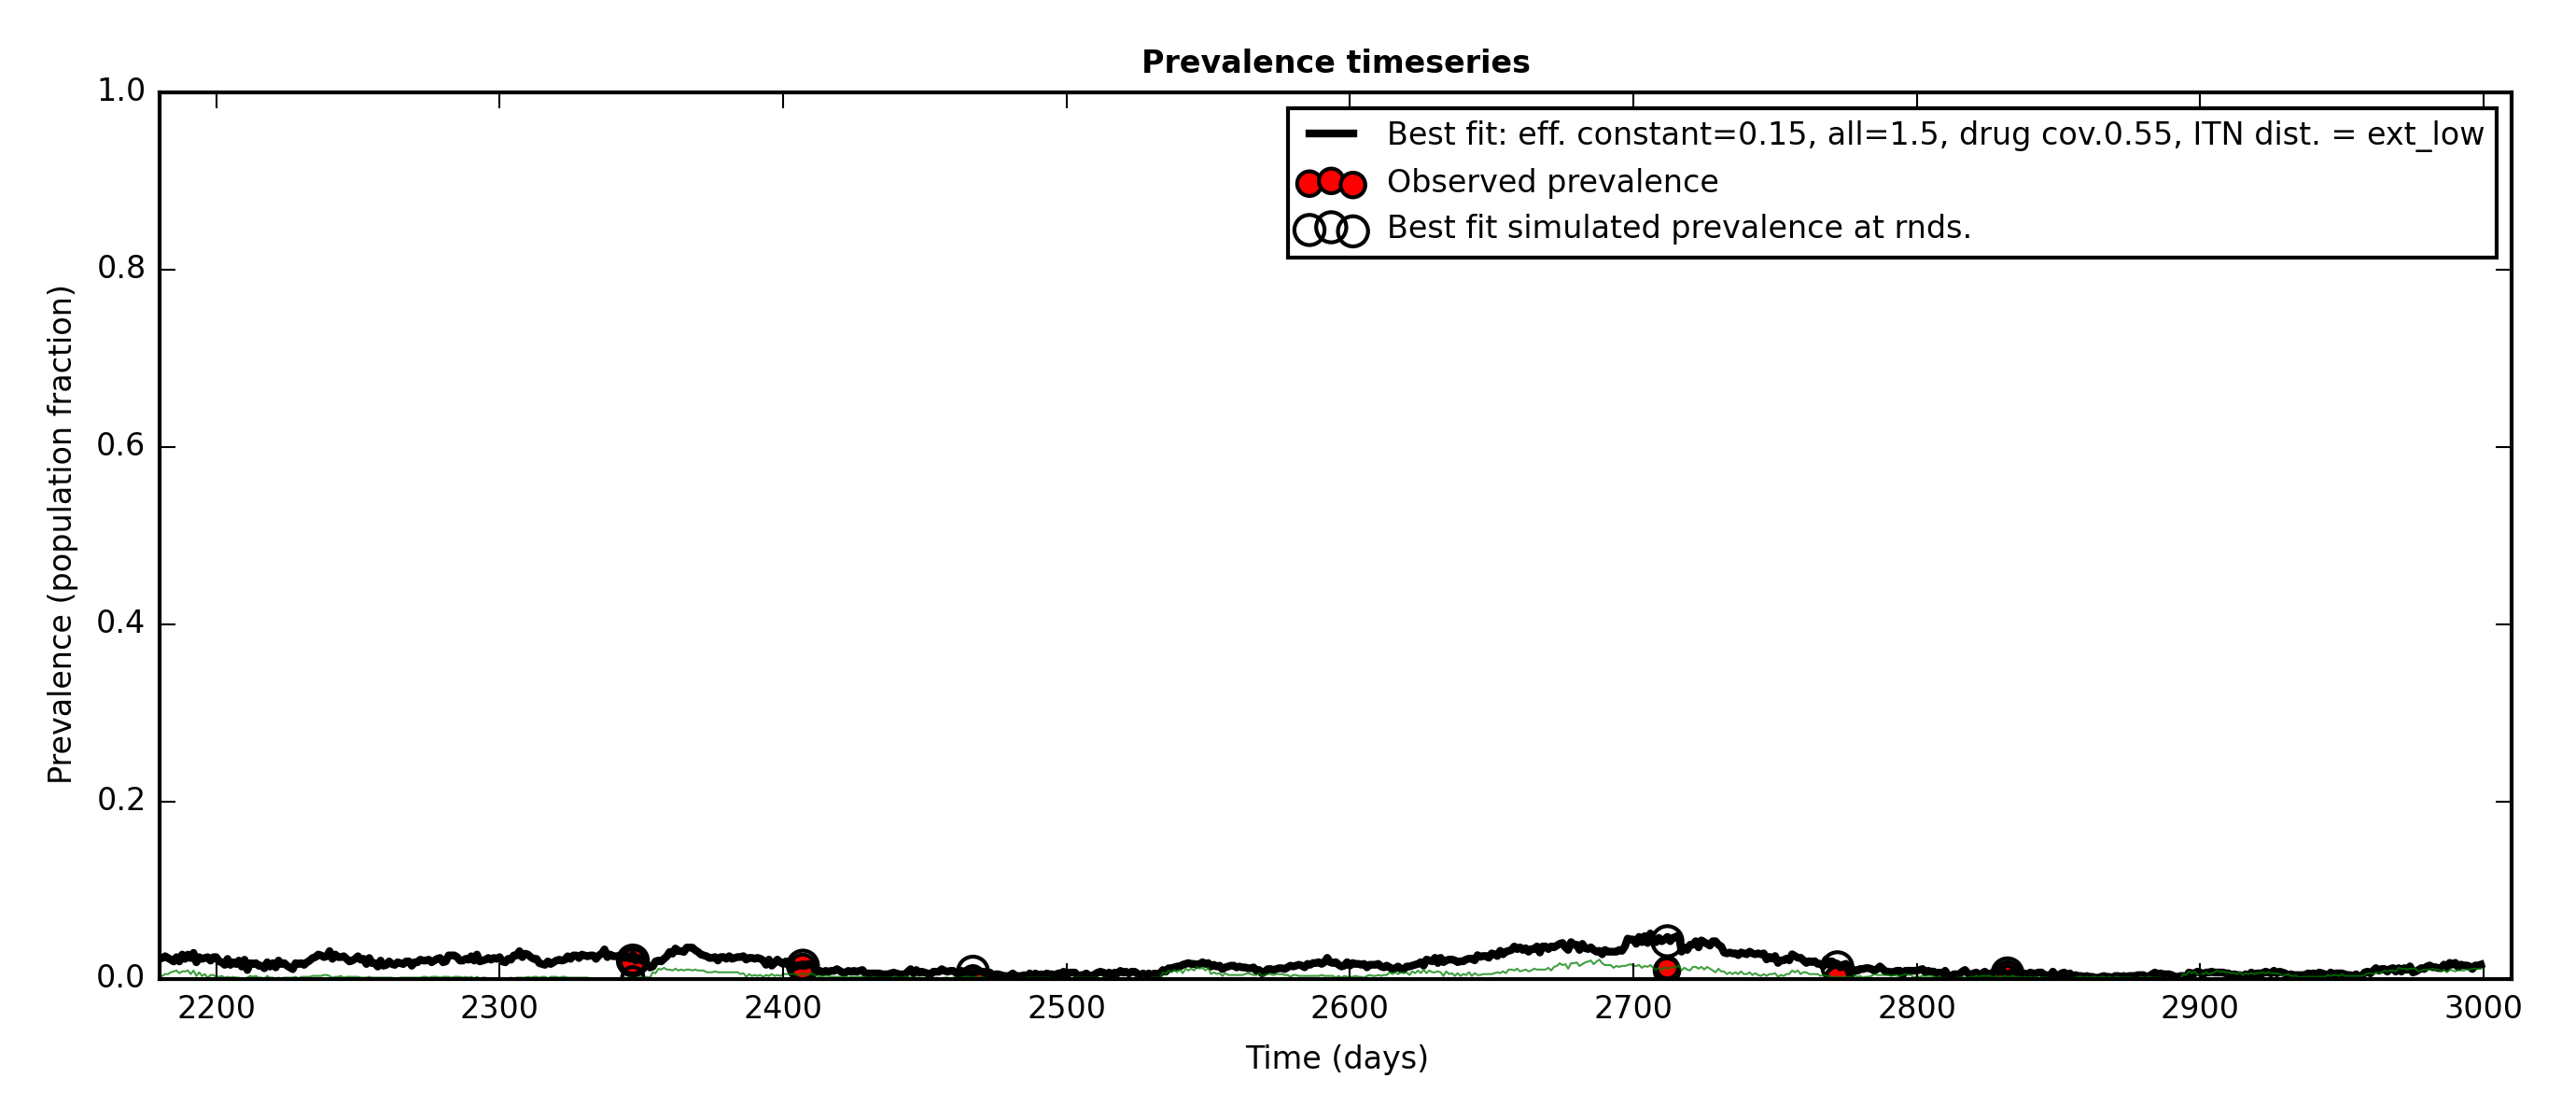 Prevalence timeseries
1.0
0.8
0.6
0.4
0.2
0.0
Prevalence (population fraction)
Best fit: eff. constant=0.15, all=1.5, drug cov.0.55, ITN dist. = ext_low
Observed prevalence
Best fit simulated prevalence at rnds.
2200 2300 2400 2500 2600 2700 2800 2900 3000
Time (days)